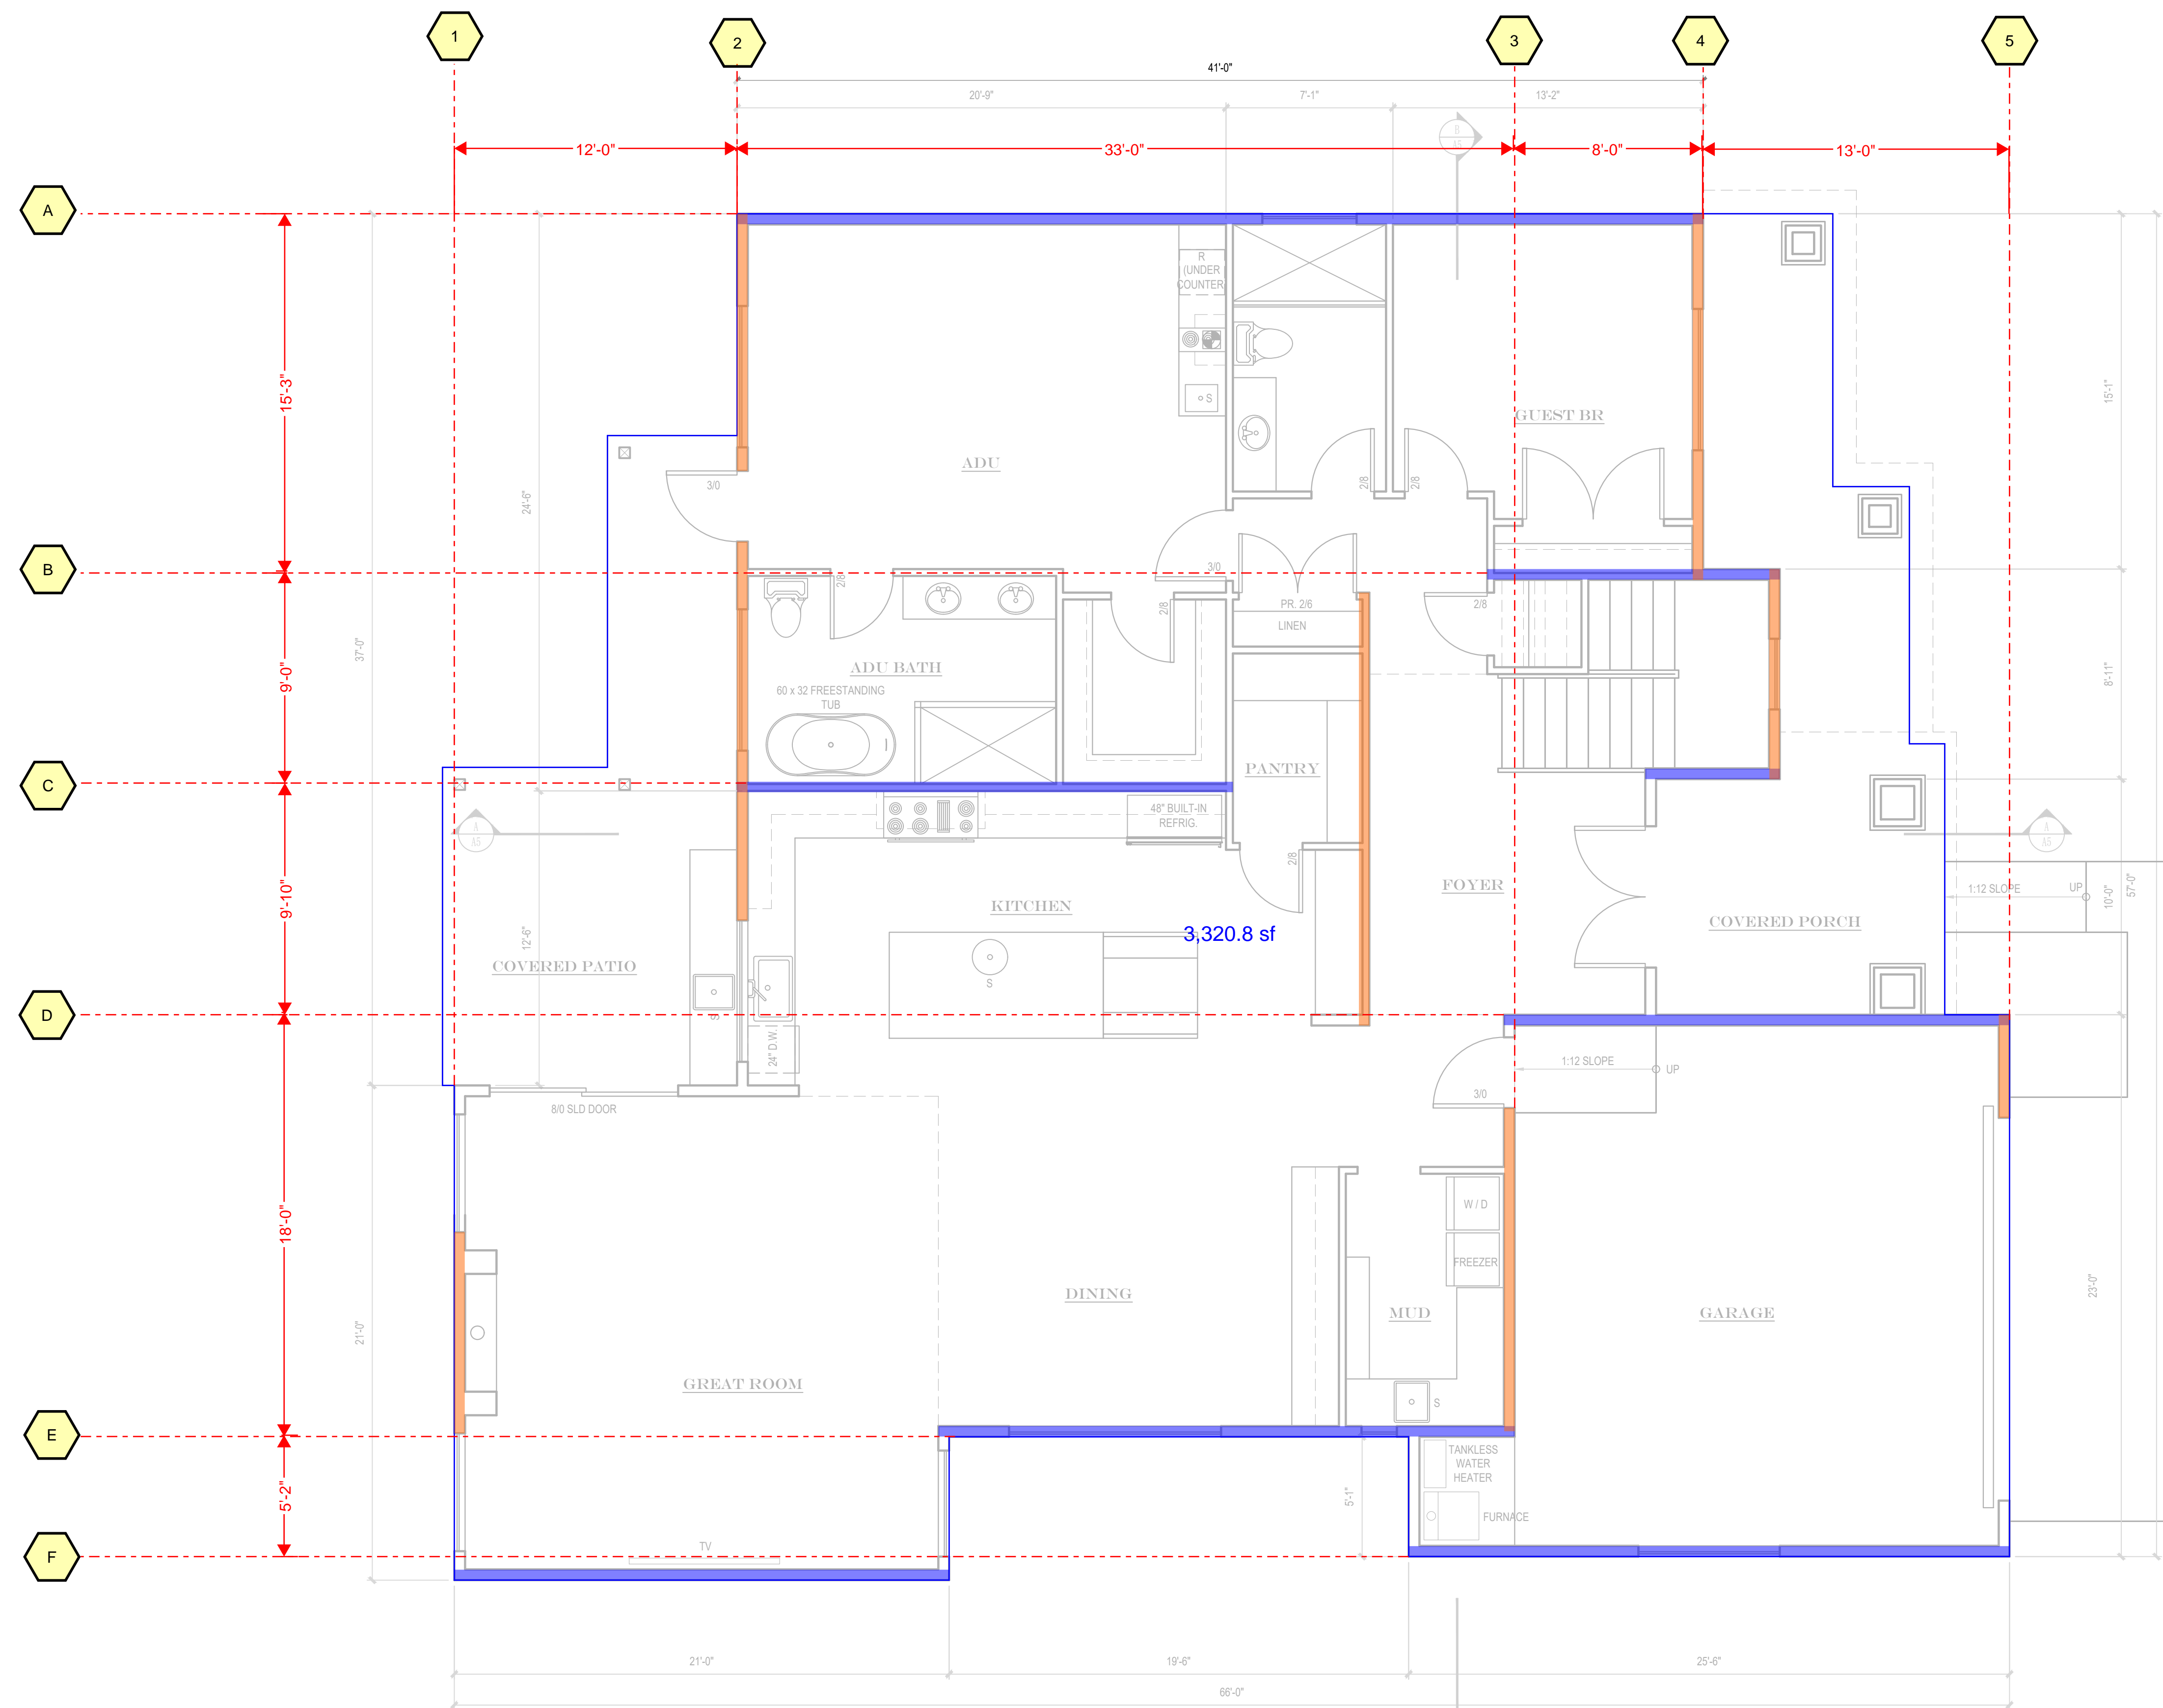 1
2
3
4
5
41'-0"
20'-9"
7'-1"
13'-2"
B
A5
12'-0"
33'-0"
8'-0"
13'-0"
A
R
(UNDER
COUNTER
15'-3"
S
15'-1"
GUEST BR
ADU
3/0
2/8
2/8
24'-6"
B
3/0
2/8
2/8
PR. 2/6
2/8
LINEN
37'-0"
ADU BATH
9'-0"
8'-11"
60 x 32 FREESTANDING
TUB
PANTRY
C
48" BUILT-IN
REFRIG.
A
A5
A
A5
2/8
FOYER
1:12 SLOPE
UP
9'-10"
10'-0"
57'-0"
KITCHEN
COVERED PORCH
3,320.8 sf
12'-6"
COVERED PATIO
S
S
D
24" D.W.
1:12 SLOPE
UP
3/0
8/0 SLD DOOR
W / D
18'-0"
FREEZER
23'-0"
DINING
MUD
GARAGE
21'-0"
GREAT ROOM
S
E
TANKLESS
WATER
HEATER
5'-2"
5'-1"
FURNACE
TV
F
21'-0"
19'-6"
25'-6"
66'-0"